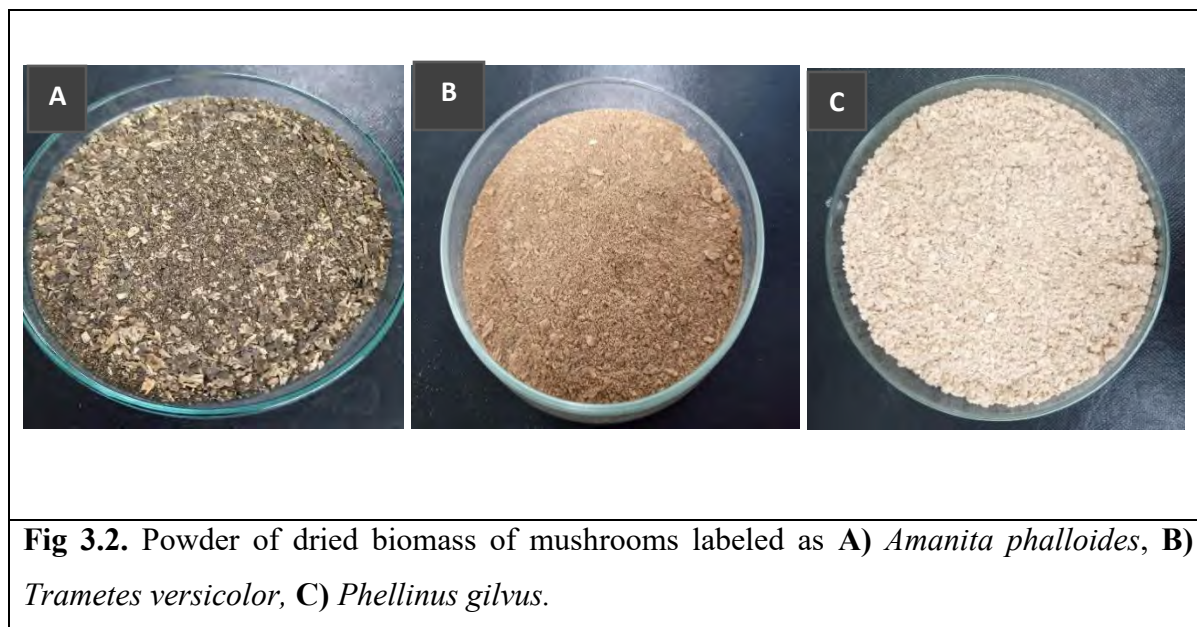 A
B
C
Fig 3.2. Powder of dried biomass of mushrooms labeled as A) Amanita phalloides, B)
Trametes versicolor, C) Phellinus gilvus.